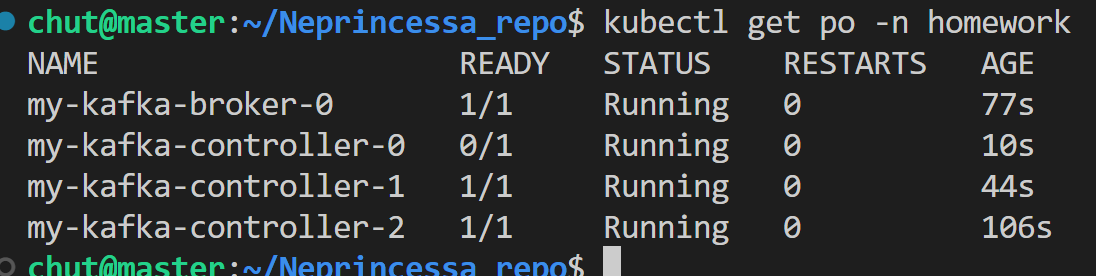 chut@master:~/Neprincessa_repo$ kubectl get po -n homework
NAME                 READY   STATUS    RESTARTS   AGE
my-kafka-broker-0       1/1     Running   0          77s
my-kafka-controller-0   0/1     Running   0          10s
my-kafka-controller-1   1/1     Running   0          44s
my-kafka-controller-2   1/1     Running   0          106s
chut@master:~/Neprincessa_repo$